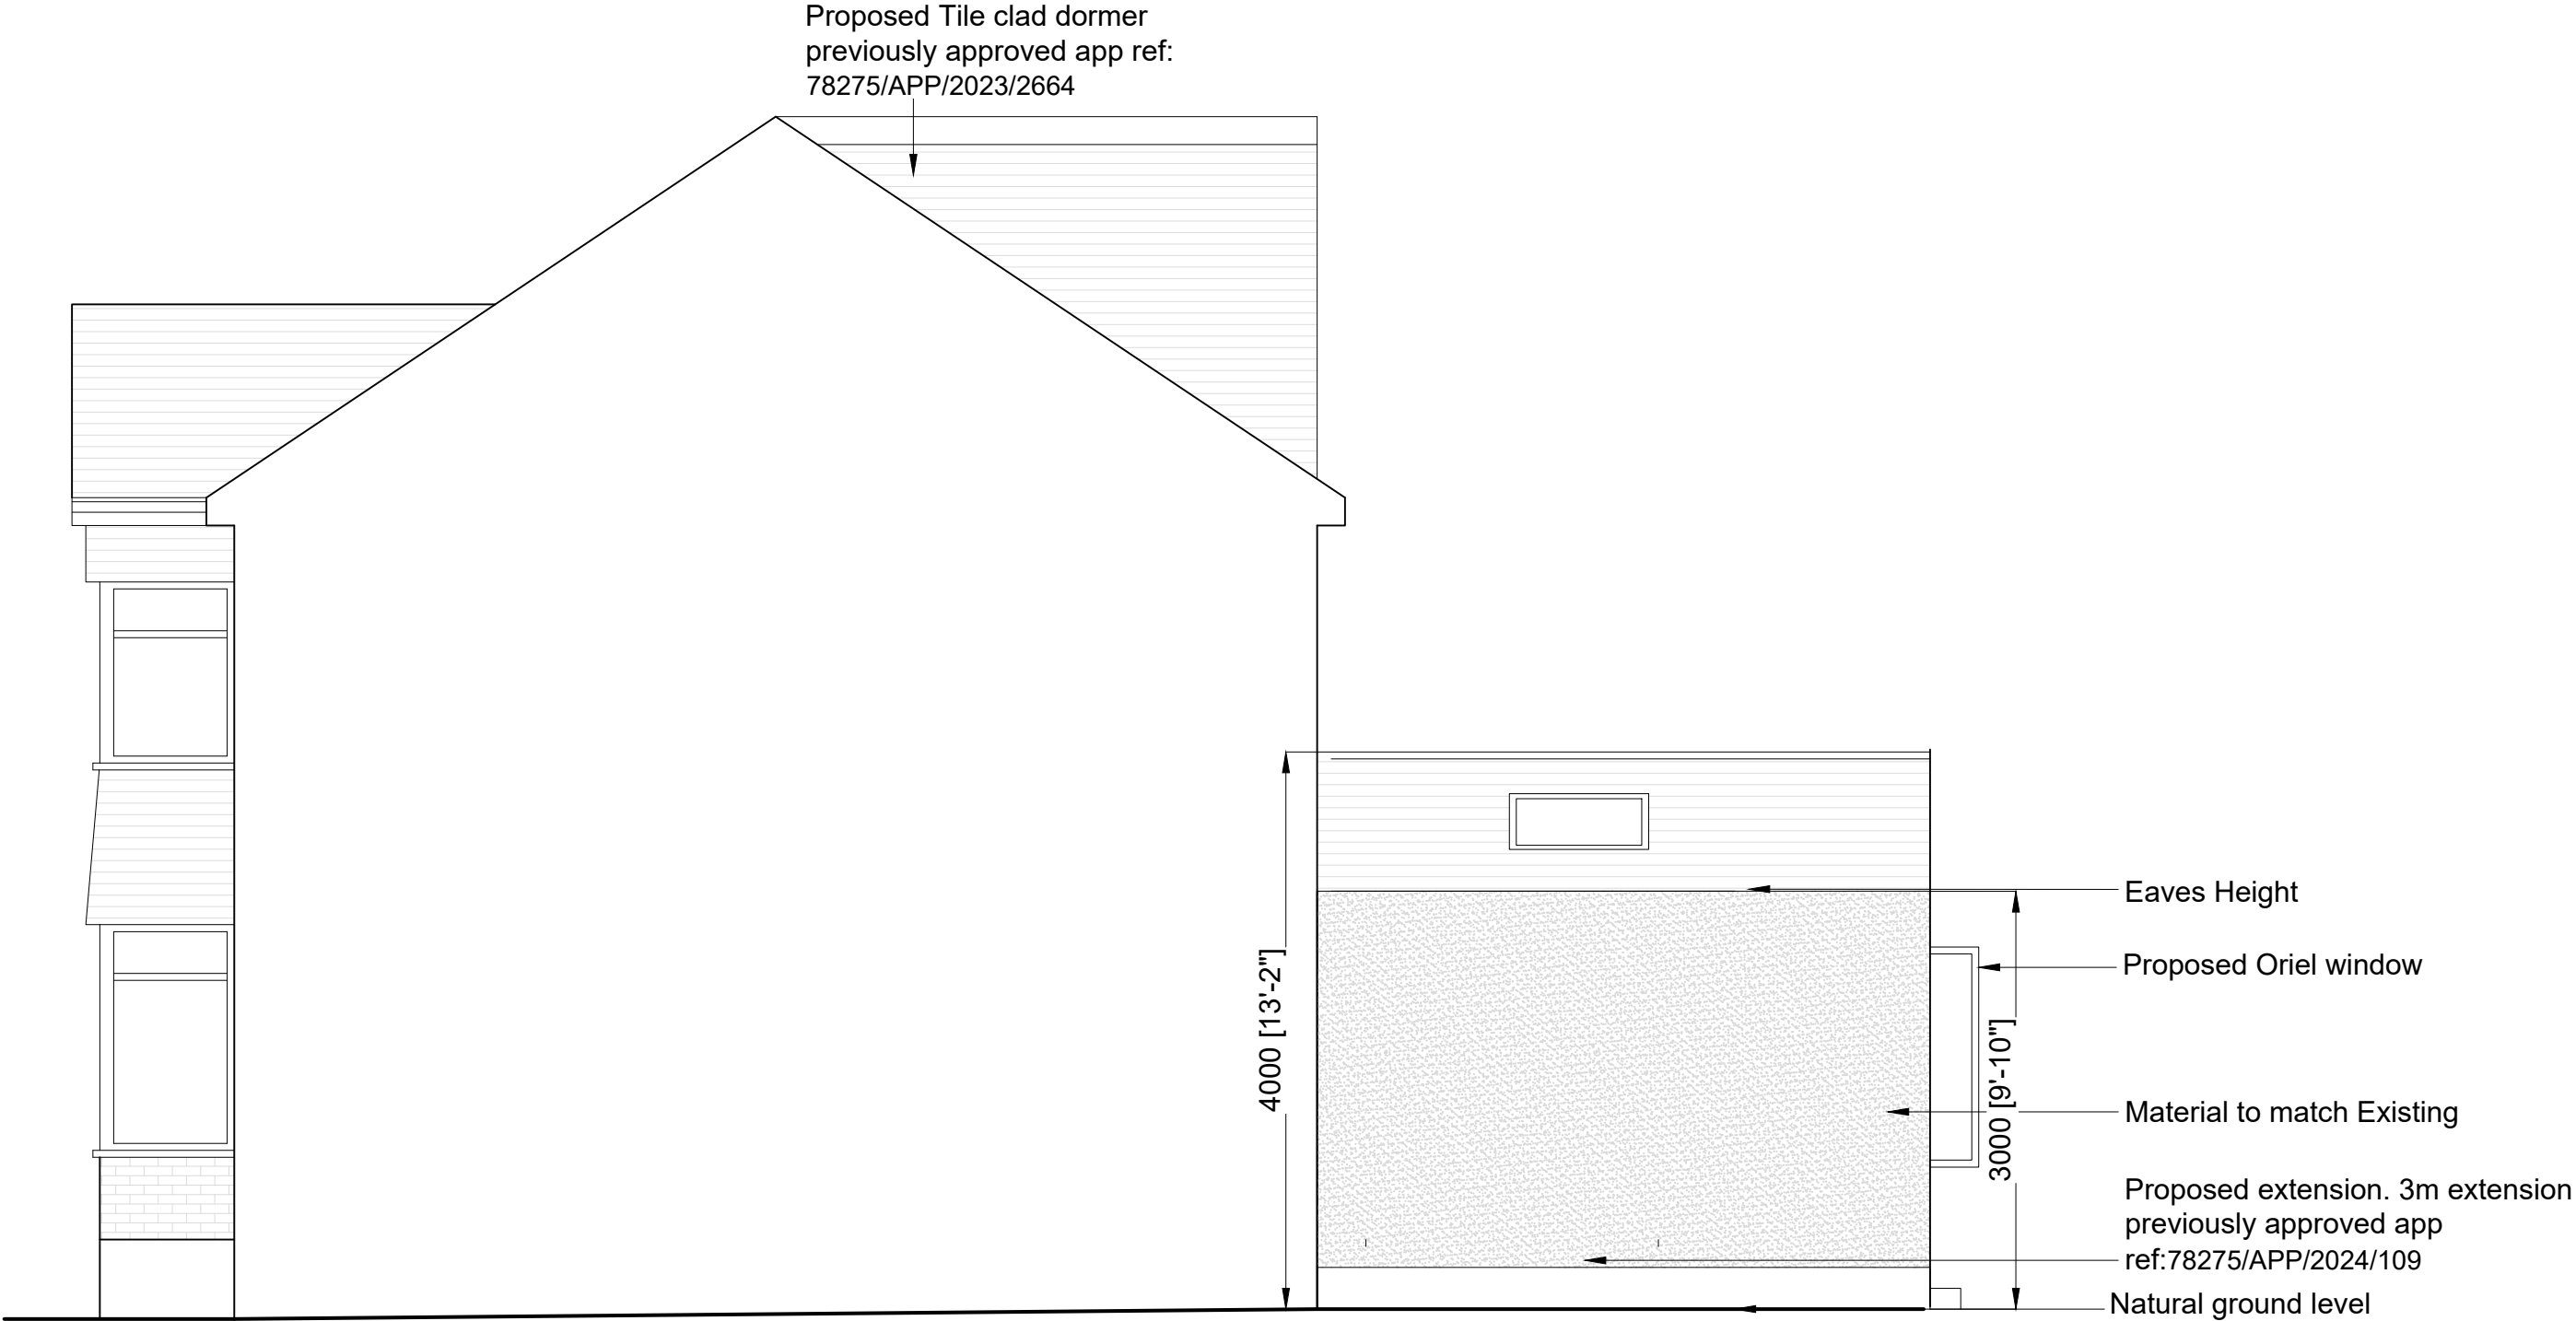 Proposed Tile clad dormer
previously approved app ref:
78275/APP/2023/2664
4000 [13'-2"]
3000 [9'-10"]
Eaves Height
Proposed Oriel window
Material to match Existing
Proposed extension. 3m extension
previously approved app
ref:78275/APP/2024/109
Natural ground level